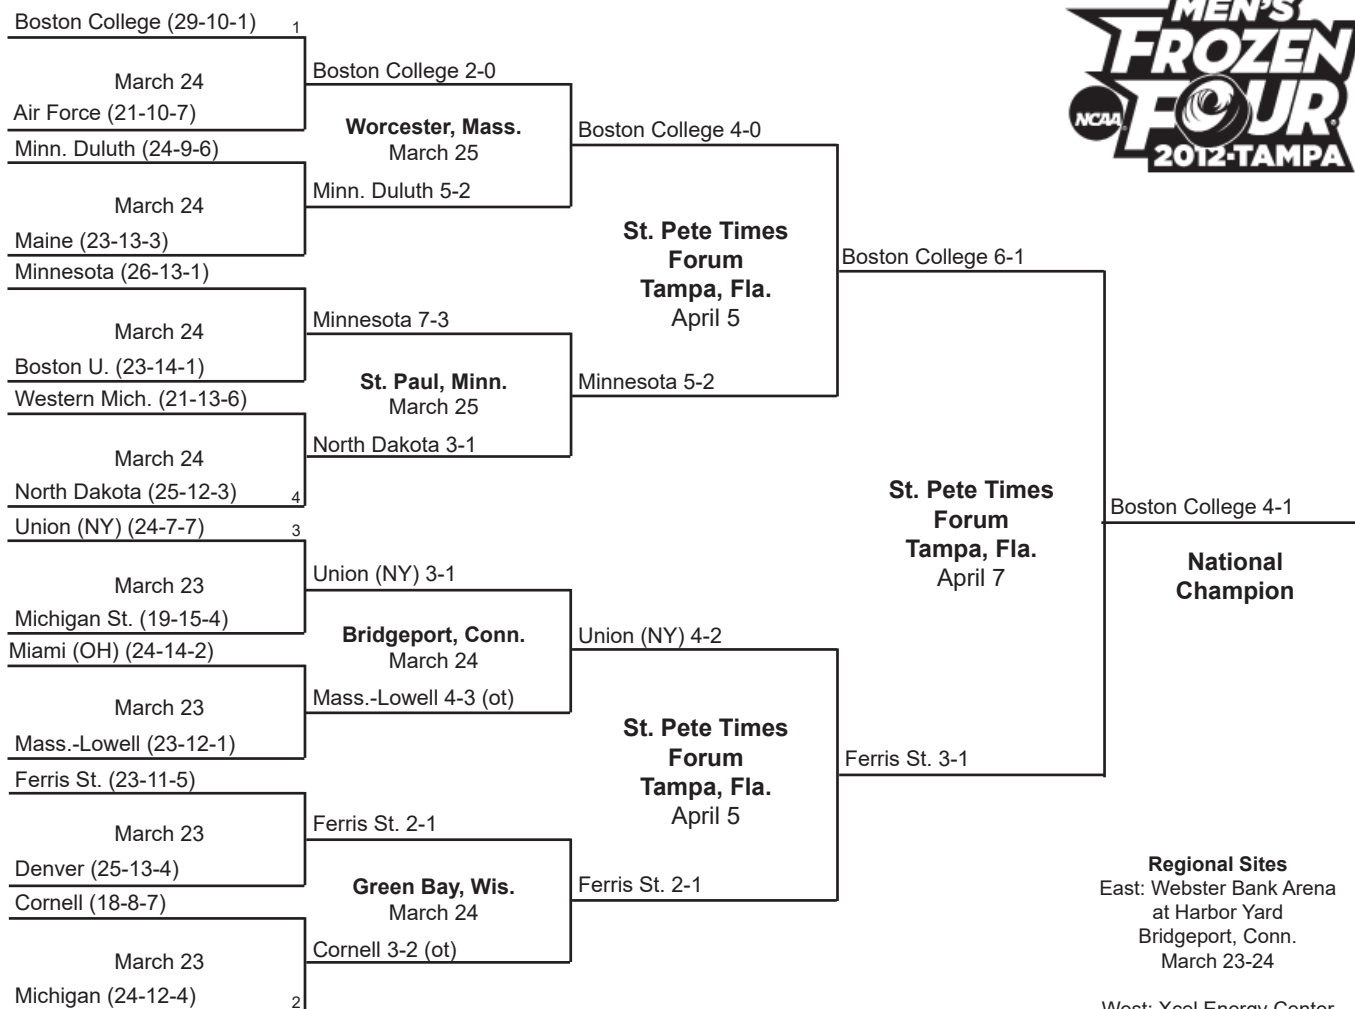 Boston College (29-10-1) 1
March 24
Air Force (21-10-7)
Minn. Duluth (24-9-6)
March 24
Maine (23-13-3)
Minnesota (26-13-1)
March 24
Boston U. (23-14-1)
Western Mich. (21-13-6)
March 24
North Dakota (25-12-3) 4
Union (NY) (24-7-7) 3
March 23
Michigan St. (19-15-4)
Miami (OH) (24-14-2)
March 23
Mass.-Lowell (23-12-1)
Ferris St. (23-11-5)
March 23
Denver (25-13-4)
Cornell (18-8-7)
March 23
Michigan (24-12-4) 2
Boston College 2-0
Worcester, Mass.
March 25
Minn. Duluth 5-2
Minnesota 7-3
St. Paul, Minn.
March 25
North Dakota 3-1
Union (NY) 3-1
Bridgeport, Conn.
March 24
Mass.-Lowell 4-3 (ot)
Ferris St. 2-1
Green Bay, Wis.
March 24
Cornell 3-2 (ot)
Boston College 4-0
St. Pete Times
Forum
Tampa, Fla.
April 5
Minnesota 5-2
Union (NY) 4-2
St. Pete Times
Forum
Tampa, Fla.
April 5
Ferris St. 2-1
Boston College 6-1
St. Pete Times
Forum
Tampa, Fla.
April 7
Ferris St. 3-1
Boston College 4-1
National
Champion
MEN'S
FROZEN
FOUR
NCAA
2012-TAMPA
Regional Sites
East: Webster Bank Arena
at Harbor Yard
Bridgeport, Conn.
March 23-24
West: Xcel Energy Center